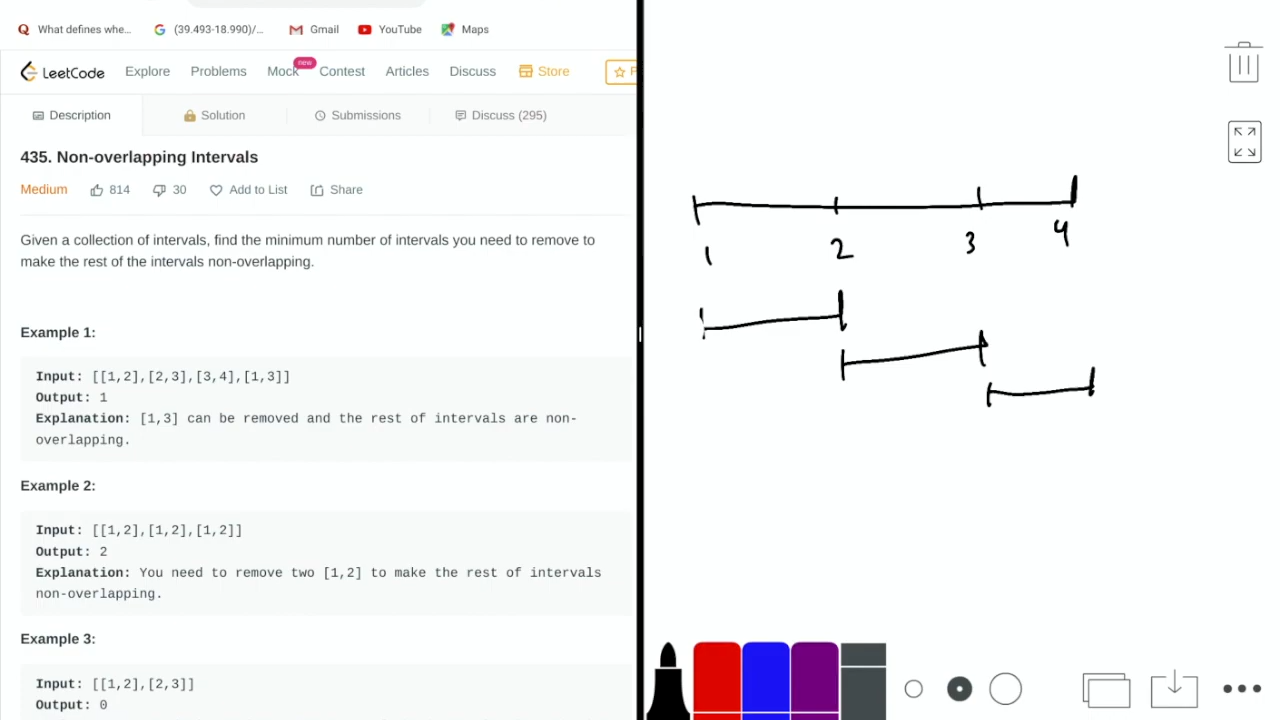 What defines whe...
(39.493-18.990)/...
Gmail
YouTube
Maps
LeetCode
Explore
Problems
Mock
new
Contest
Articles
Discuss
Store
P
Description
Solution
Submissions
Discuss (295)
435. Non-overlapping Intervals
Medium
814
30
Add to List
Share
Given a collection of intervals, find the minimum number of intervals you need to remove to
make the rest of the intervals non-overlapping.
Example 1:
Input: [[1,2],[2,3],[3,4],[1,3]]
Output: 1
Explanation: [1,3] can be removed and the rest of intervals are non-
overlapping.
Example 2:
Input: [[1,2],[1,2],[1,2]]
Output: 2
Explanation: You need to remove two [1,2] to make the rest of intervals
non-overlapping.
Example 3:
Input: [[1,2],[2,3]]
Output: 0
1 2 3 4